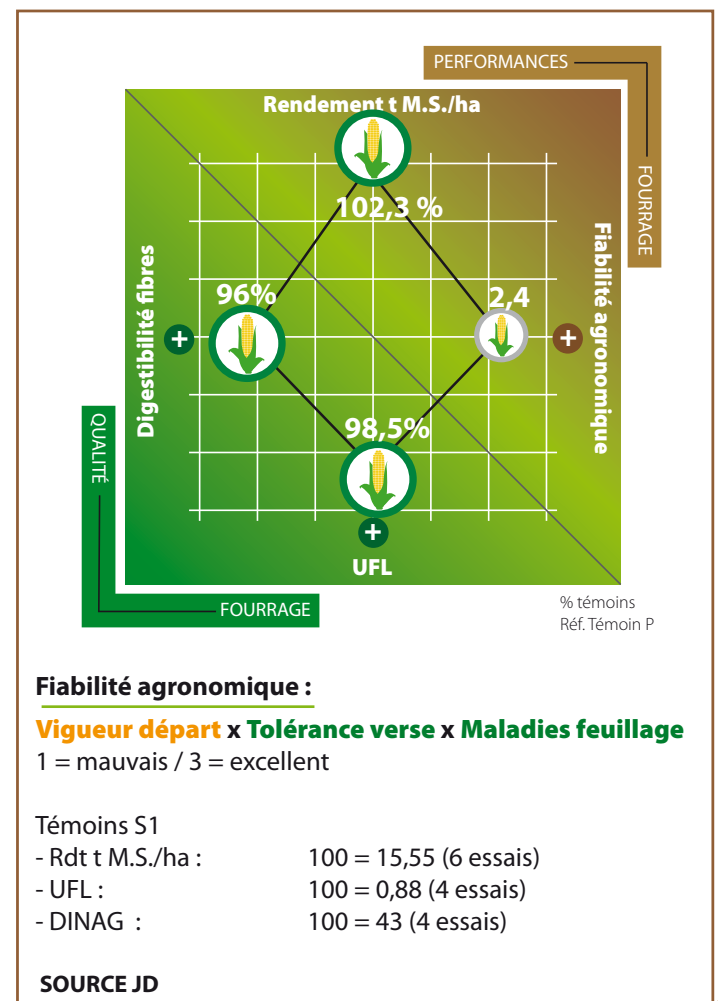 PERFORMANCES
FOURRAGE
Rendement t M.S./ha
102,3 %
Digestibilité fibres
96%
2,4
Fiabilité agronomique
+
+
98,5%
+
UFL
QUALITÉ
FOURRAGE
% témoins
Réf. Témoin P
Fiabilité agronomique :
Vigueur départ x Tolérance verse x Maladies feuillage
1 = mauvais / 3 = excellent
Témoins S1
- Rdt t M.S./ha : 100 = 15,55 (6 essais)
- UFL : 100 = 0,88 (4 essais)
- DINAG : 100 = 43 (4 essais)
SOURCE JD